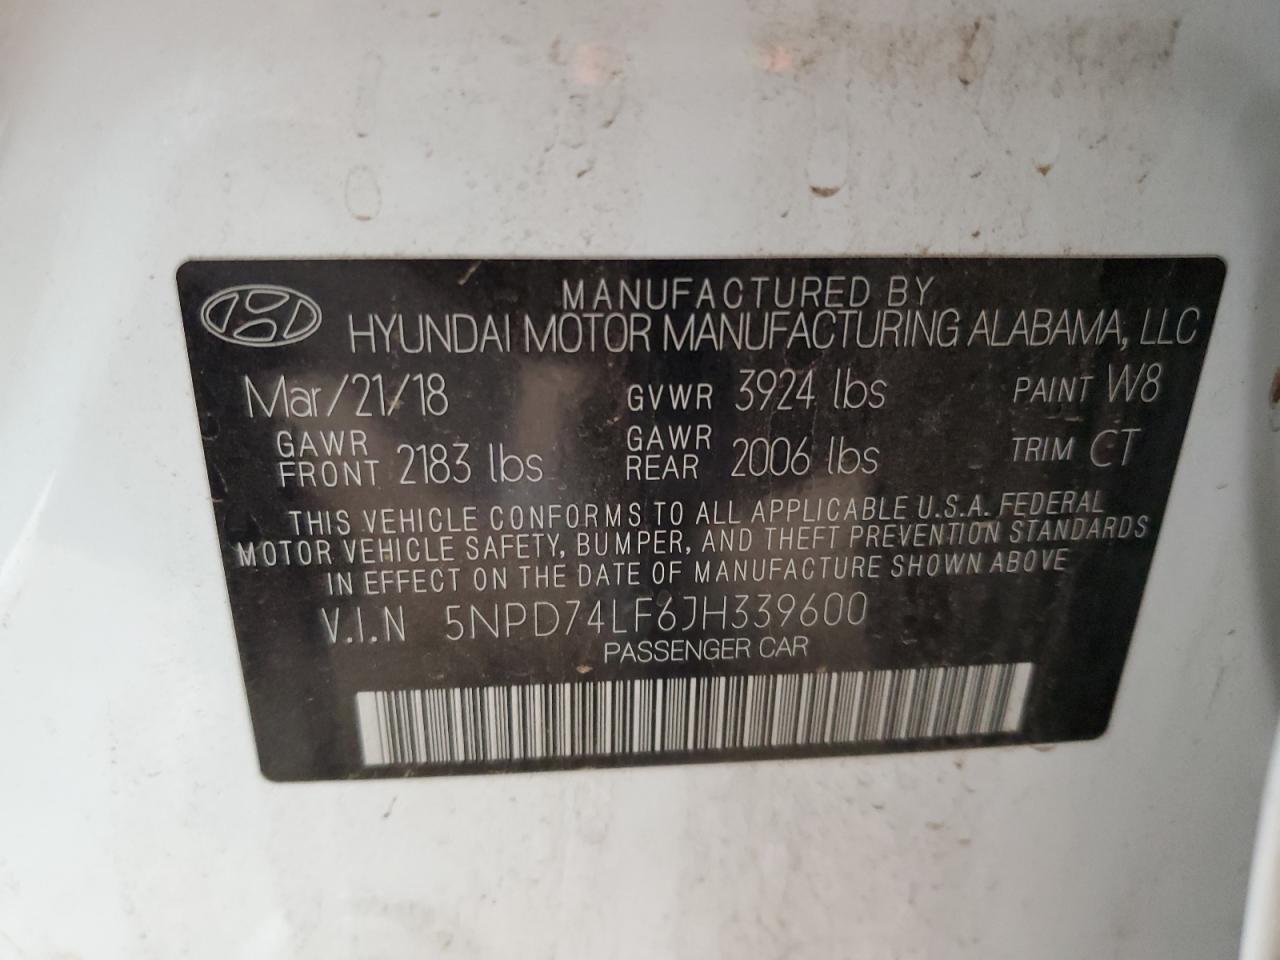 MANUFACTURED BY
HYUNDAI MOTOR MANUFACTURING ALABAMA, LLC
Mar/21/18 GVWR 3924 lbs PAINT W8
GAWR FRONT 2183 lbs GAWR REAR 2006 lbs TRIM CT
THIS VEHICLE CONFORMS TO ALL APPLICABLE U.S.A. FEDERAL
MOTOR VEHICLE SAFETY, BUMPER, AND THEFT PREVENTION STANDARDS
IN EFFECT ON THE DATE OF MANUFACTURE SHOWN ABOVE
V.I.N 5NPD74LF6JH339600
PASSENGER CAR